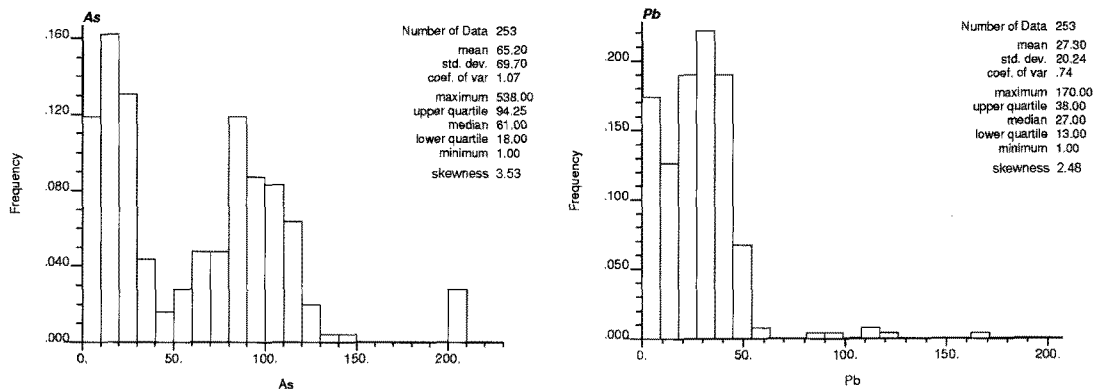 As
Number of Data 253
mean 65.20
std. dev. 69.70
coef. of var 1.07
maximum 538.00
upper quartile 94.25
median 61.00
lower quartile 18.00
minimum 1.00
skewness 3.53
Frequency
.160
.120
.080
.040
.000
0.
50.
100.
150.
200.
As
Pb
Number of Data 253
mean 27.30
std. dev. 20.24
coef. of var .74
maximum 170.00
upper quartile 38.00
median 27.00
lower quartile 13.00
minimum 1.00
skewness 2.48
Frequency
.200
.150
.100
.050
.000
0.
50.
100.
150.
200.
Pb